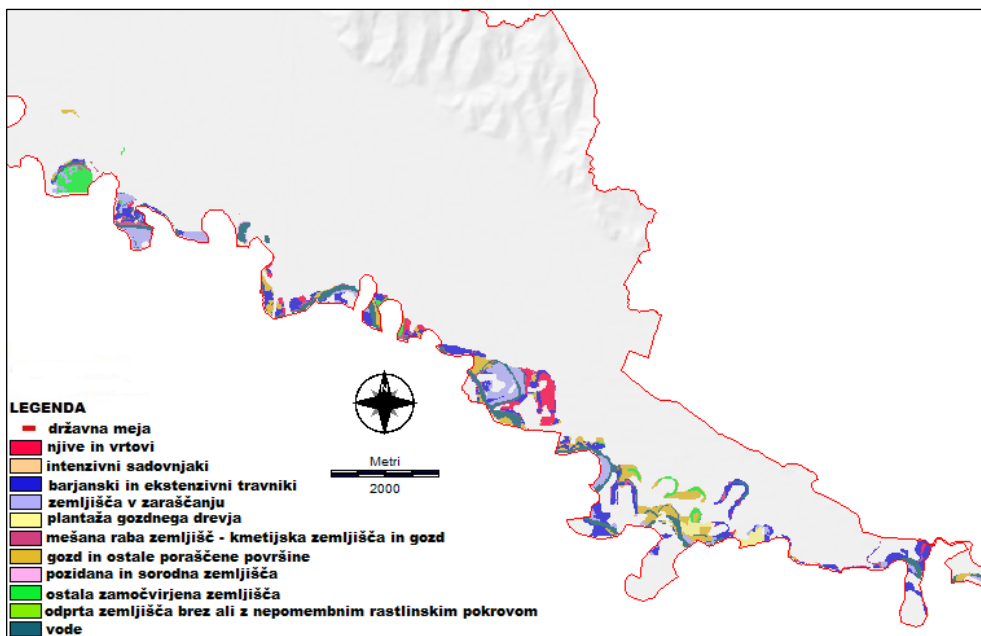 LEGENDA
državna meja
njive in vrtovi
intenzivni sadovnjaki
barjanski in ekstenzivni travniki
zemljišča v zaraščanju
plantaža gozdnega drevja
mešana raba zemljišč - kmetijska zemljišča in gozd
gozd in ostale poraščene površine
pozidana in sorodna zemljišča
ostala zamočvirjena zemljišča
odprta zemljišča brez ali z nepomembnim rastlinskim pokrovom
vode
Metri
2000